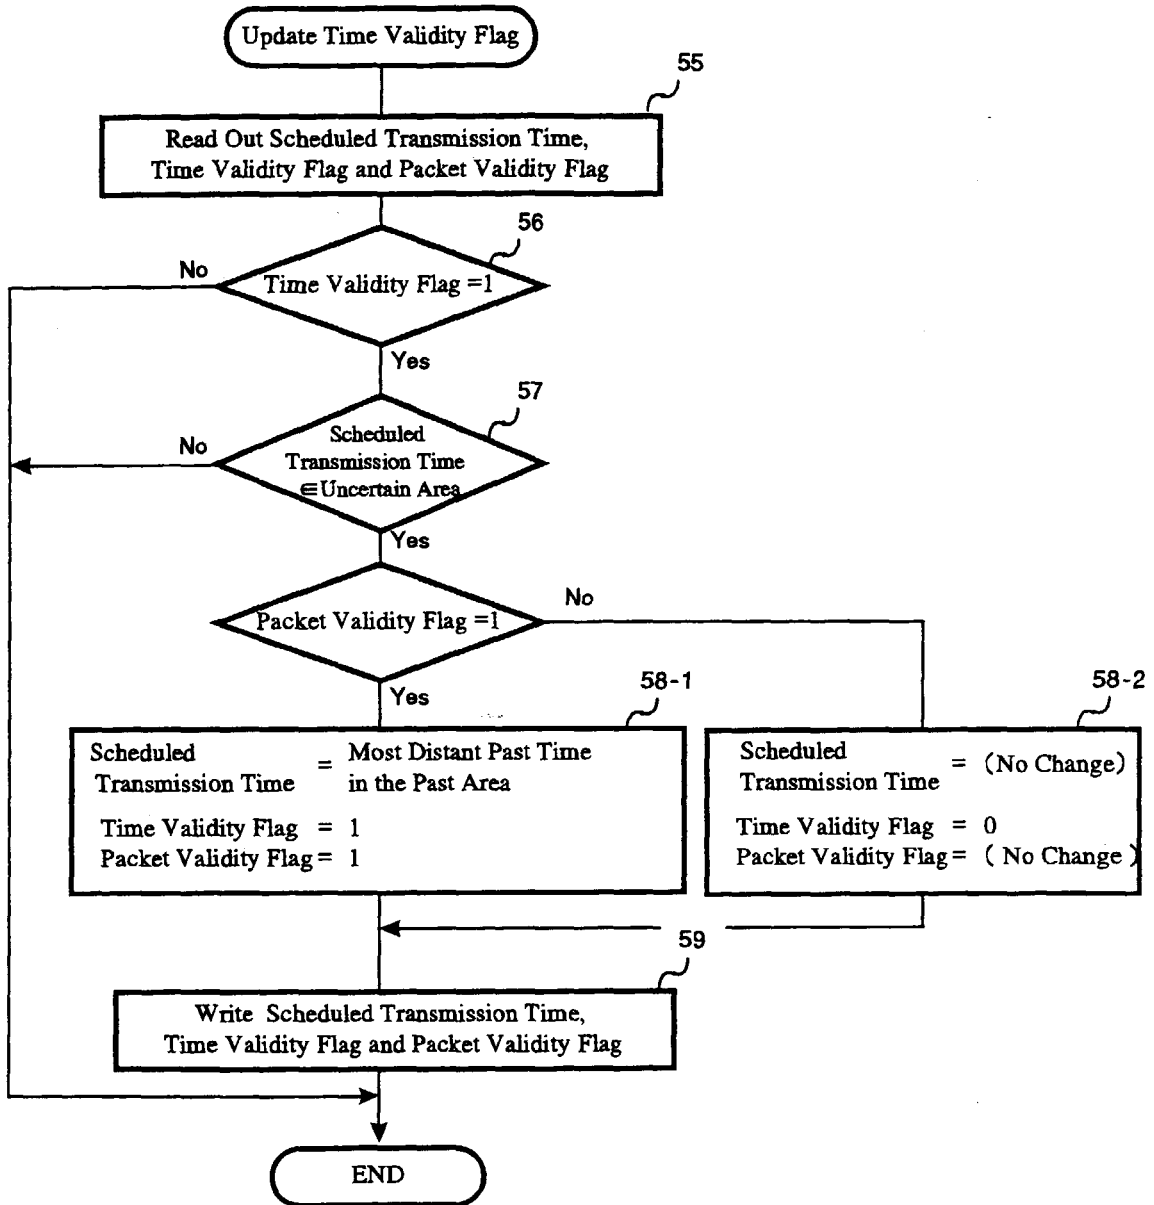 Update Time Validity Flag
55
Read Out Scheduled Transmission Time,
Time Validity Flag and Packet Validity Flag
56
No
Time Validity Flag =1
Yes
57
No
Scheduled
Transmission Time
∈Uncertain Area
Yes
No
Packet Validity Flag =1
Yes
58-1
58-2
Scheduled
Transmission Time = Most Distant Past Time
in the Past Area
Time Validity Flag = 1
Packet Validity Flag = 1
Scheduled
Transmission Time = (No Change)
Time Validity Flag = 0
Packet Validity Flag = ( No Change )
59
Write Scheduled Transmission Time,
Time Validity Flag and Packet Validity Flag
END